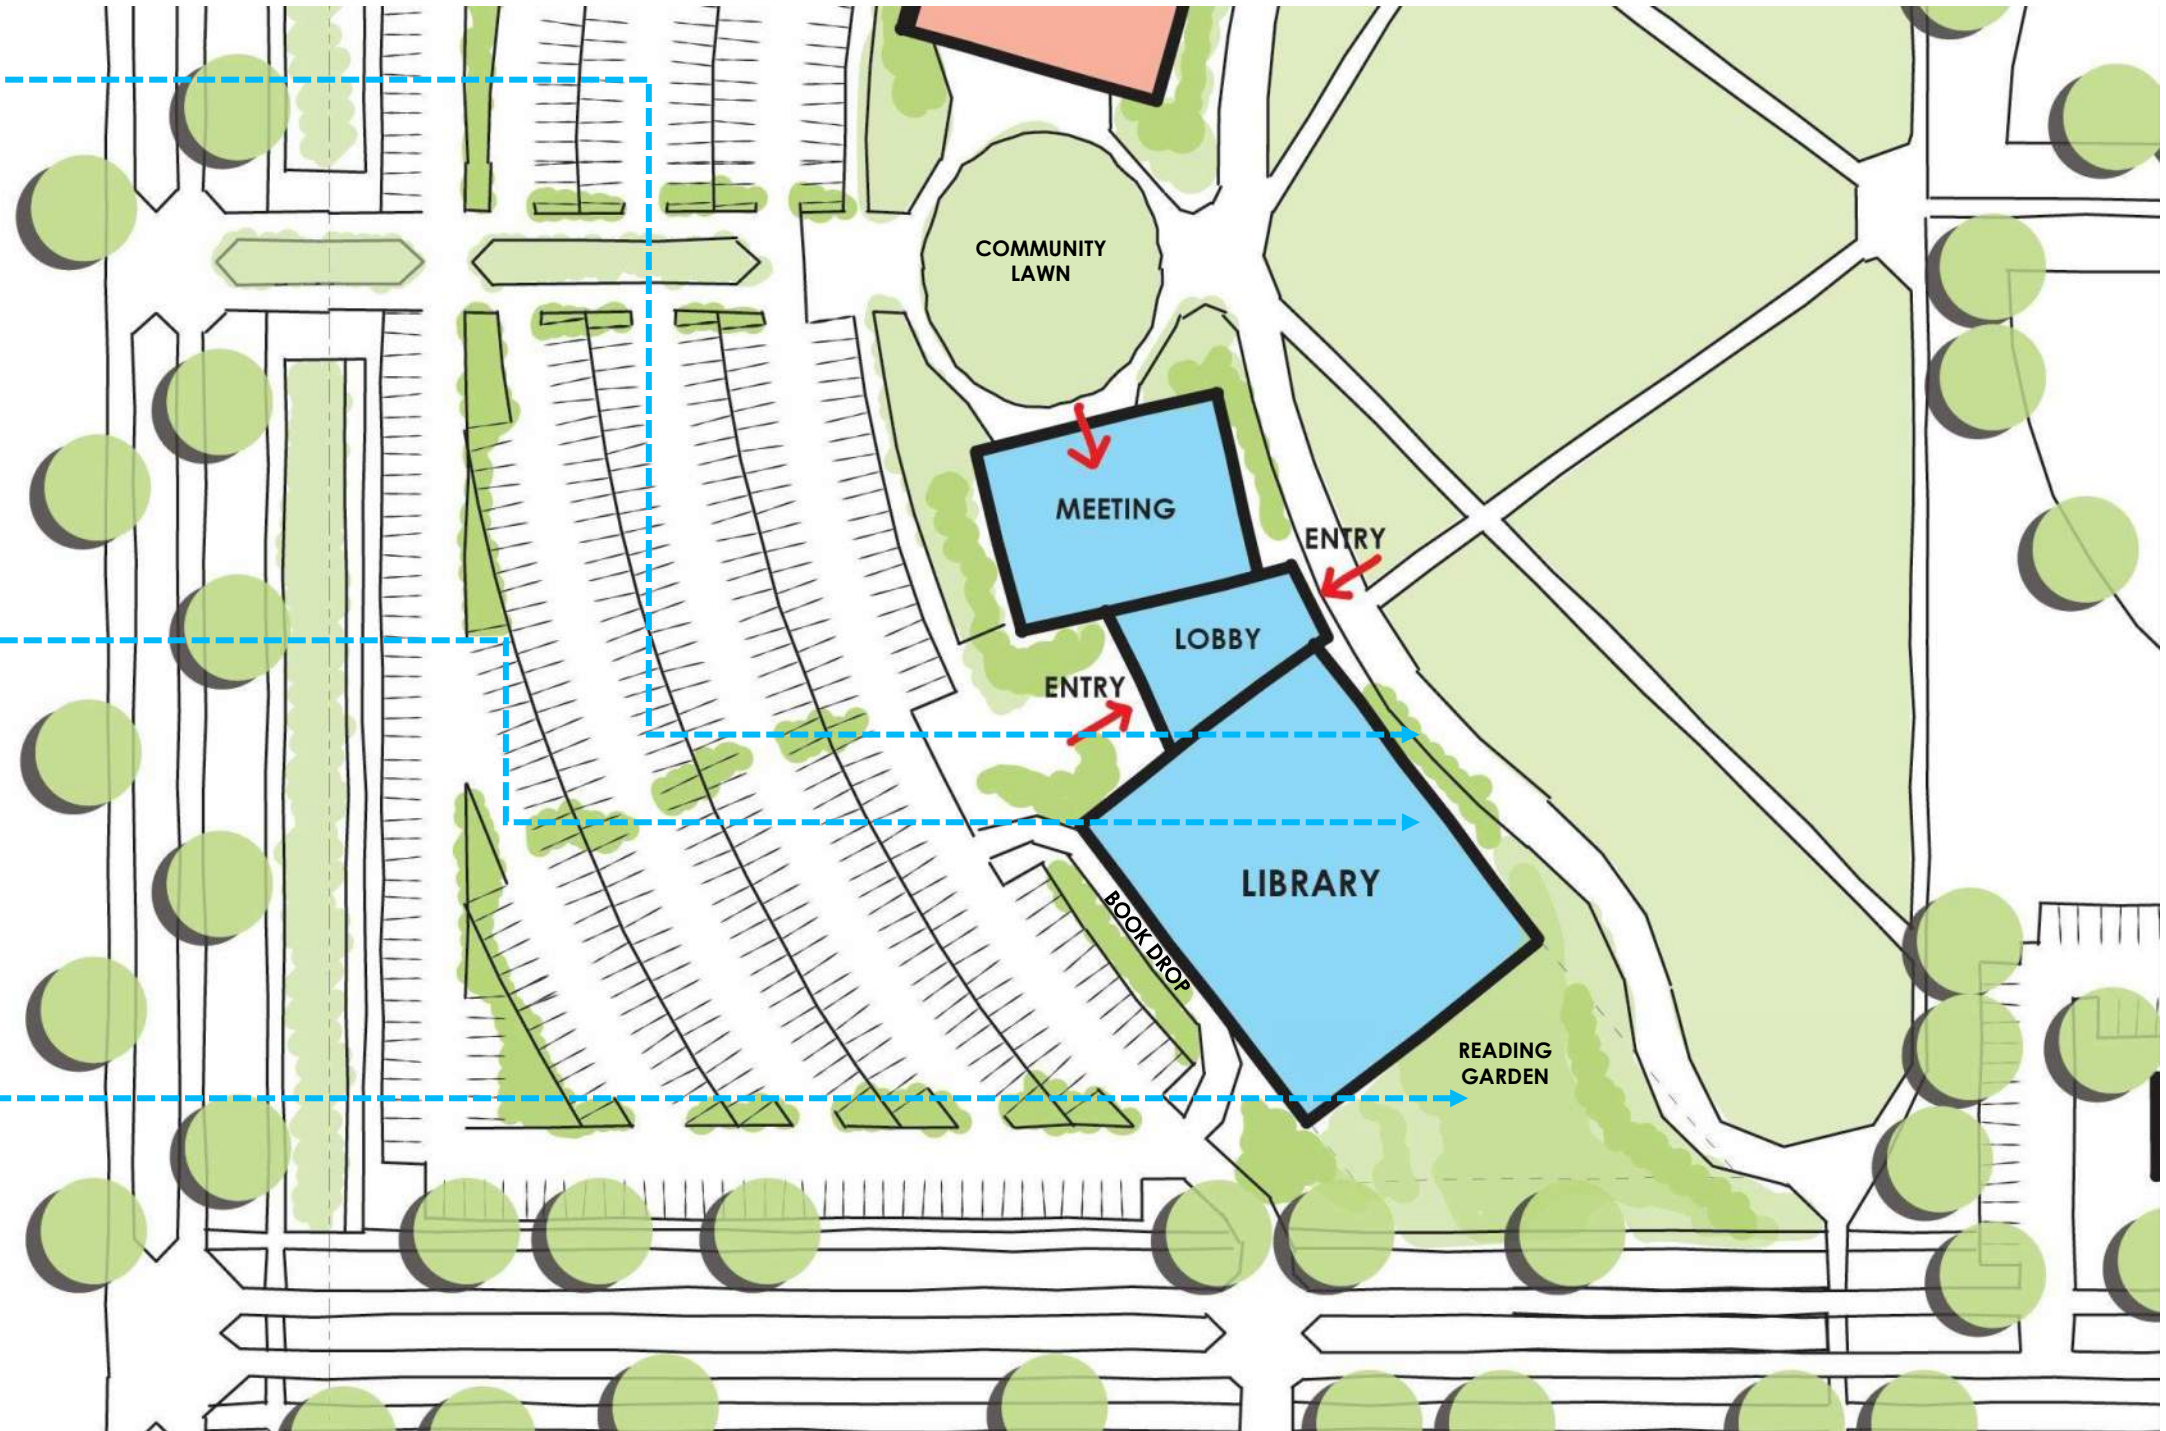 COMMUNITY
LAWN
MEETING
ENTRY
LOBBY
ENTRY
LIBRARY
BOOK DROP
READING
GARDEN